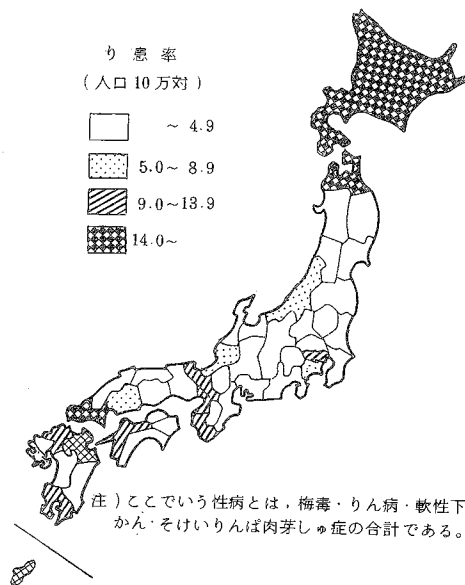 り患率
(人口10万対)
~ 4.9
5.0~ 8.9
9.0~13.9
14.0~
注)ここでいう性病とは,梅毒・りん病・軟性下
かん・そけいりんぱ肉芽しゅ症の合計である。